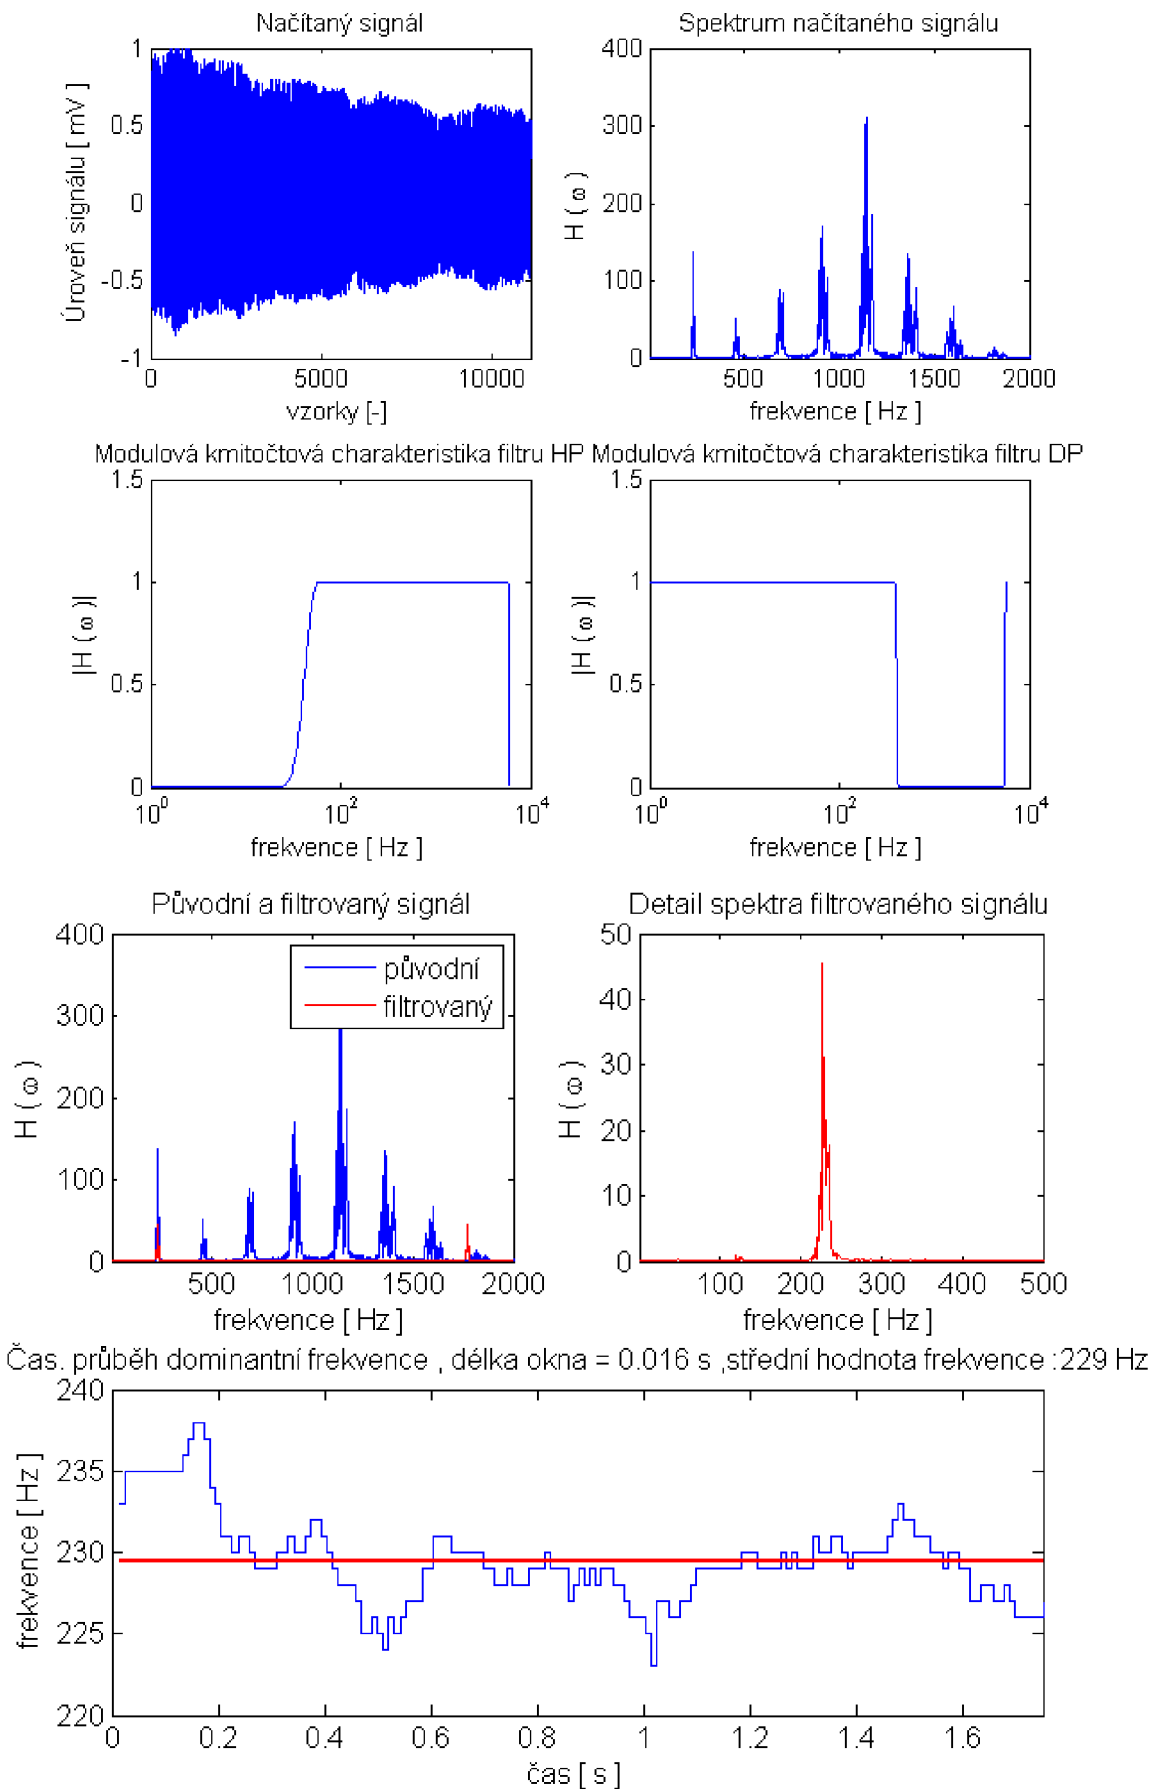 Načítaný signál
Spektrum načítaného signálu
Úroveň signálu [ mV ]
1
0.5
0
-0.5
-1
0
5000
10000
vzorky [-]
H ( ω )
400
300
200
100
0
500
1000
1500
2000
frekvence [ Hz ]
Modulová kmitočtová charakteristika filtru HP
Modulová kmitočtová charakteristika filtru DP
|H ( ω )|
1.5
1
0.5
0
10^0
10^2
10^4
frekvence [ Hz ]
|H ( ω )|
1.5
1
0.5
0
10^0
10^2
10^4
frekvence [ Hz ]
Původní a filtrovaný signál
Detail spektra filtrovaného signálu
H ( ω )
400
300
200
100
0
původní
filtrovaný
500
1000
1500
2000
frekvence [ Hz ]
H ( ω )
50
40
30
20
10
0
100
200
300
400
500
frekvence [ Hz ]
Čas. průběh dominantní frekvence , délka okna = 0.016 s ,střední hodnota frekvence :229 Hz
frekvence [ Hz ]
240
235
230
225
220
0
0.2
0.4
0.6
0.8
1
1.2
1.4
1.6
čas [ s ]